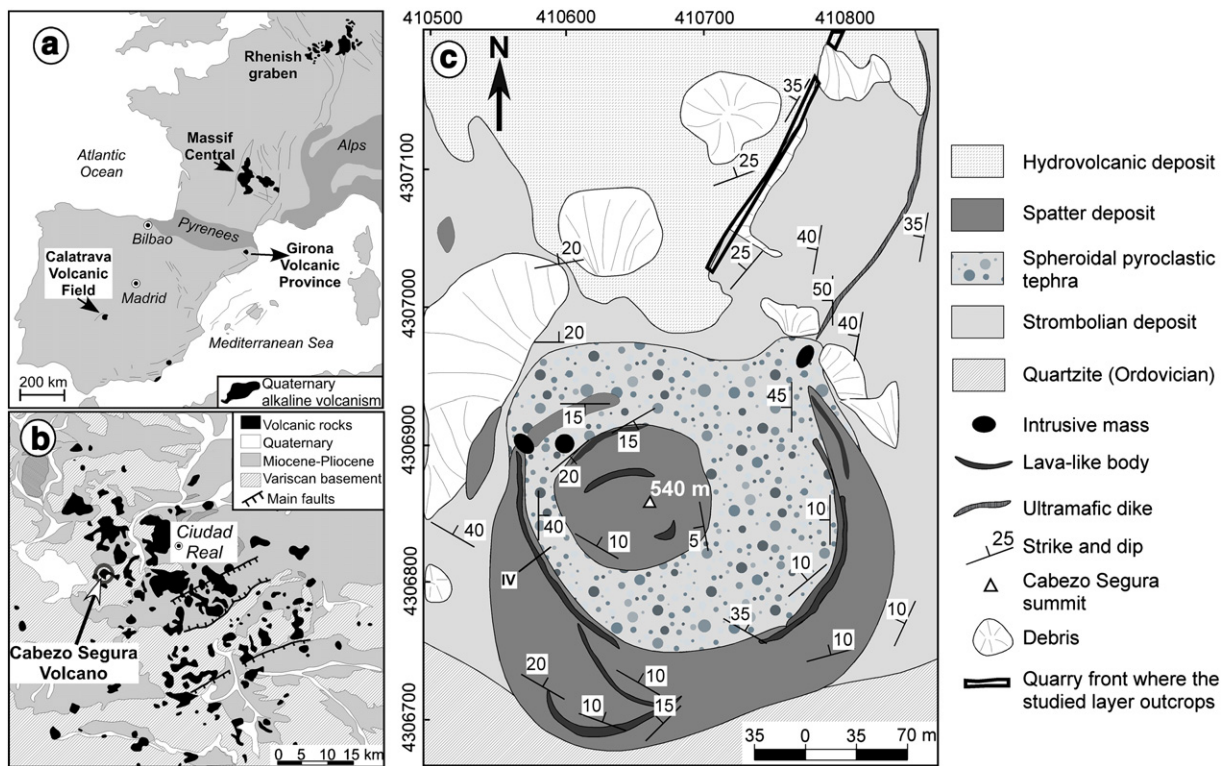 a
Rhenish
graben
Massif
Central
Alps
Atlantic
Ocean
Pyrenees
Bilbao
Girona
Volcanic
Province
Calatrava
Volcanic
Field
Madrid
Mediterranean Sea
200 km
Quaternary
alkaline volcanism
b
Volcanic rocks
Quaternary
Miocene-Pliocene
Variscan basement
Main faults
Ciudad
Real
Cabezo Segura
Volcano
0 5 10 15 km
410500 410600 410700 410800
c
N
4307100
4307000
4306900
4306800
4306700
35
25
20
25
40
35
50
40
20
45
15
15
20
540 m
40
40
10
5
10
IV
10
35
10
10
20
10
10
15
35 0 35 70 m
Hydrovolcanic deposit
Spatter deposit
Spheroidal pyroclastic
tephra
Strombolian deposit
Quartzite (Ordovician)
Intrusive mass
Lava-like body
Ultramafic dike
25
Strike and dip
Cabezo Segura
summit
Debris
Quarry front where the
studied layer outcrops